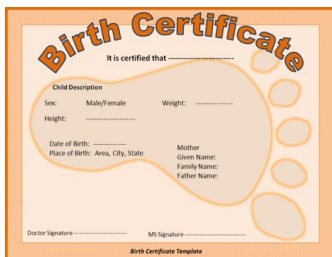 Birth Certificate
It is certified that -------------------------
Child Description
Sex: Male/Female Weight: --------------
Height: ------------------
Date of Birth: --------------
Place of Birth: Area, City, State
Mother
Given Name:
Family Name:
Father Name:
Doctor Signature ------------------------- MS Signature -----------------------
Birth Certificate Template